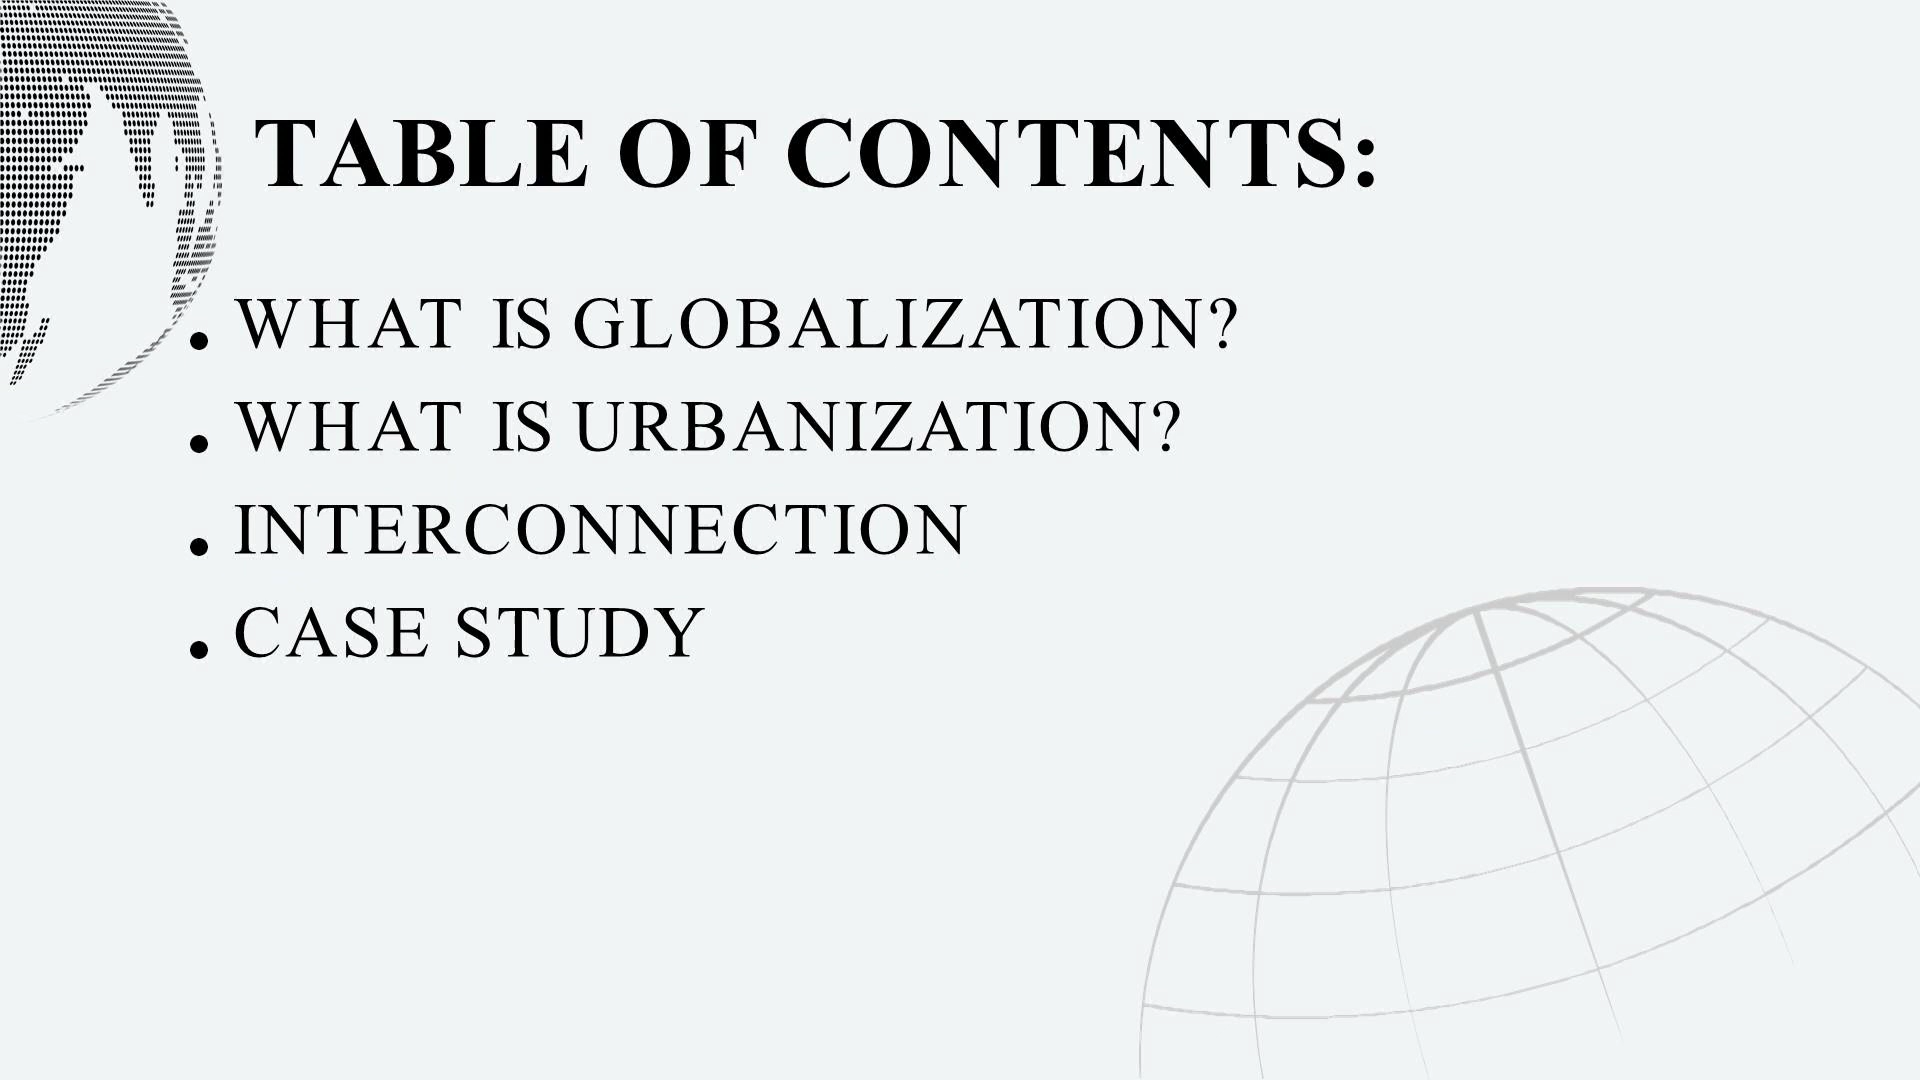 TABLE OF CONTENTS:
• WHAT IS GLOBALIZATION?
• WHAT IS URBANIZATION?
• INTERCONNECTION
• CASE STUDY